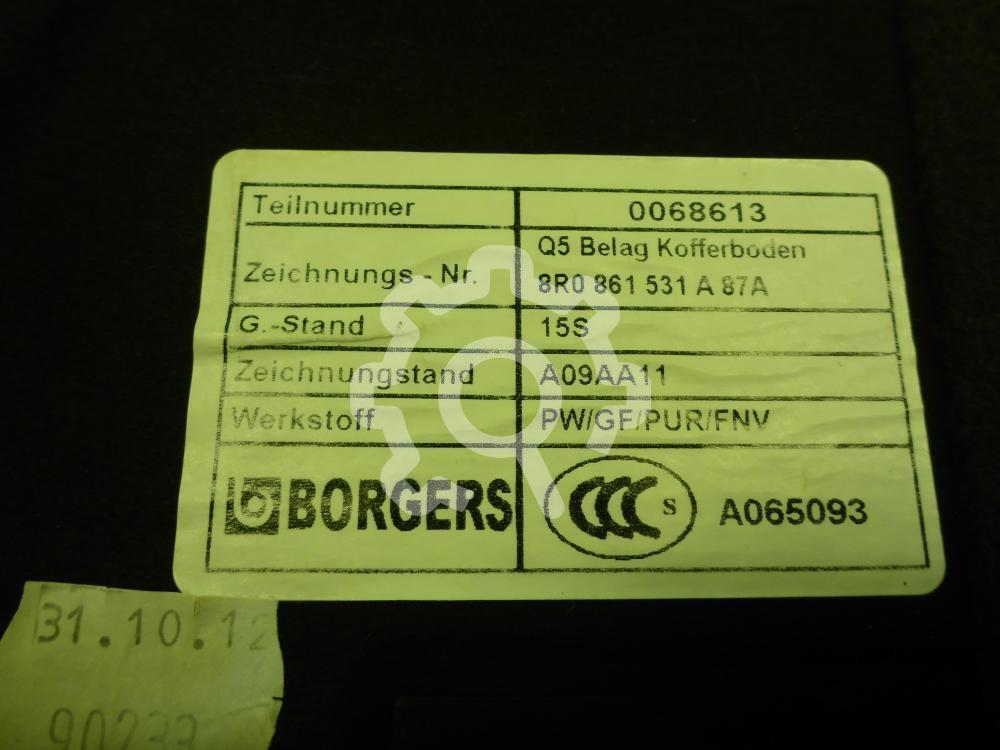 Teilnummer 0068613
Zeichnungs - Nr. Q5 Belag Kofferboden
8R0 861 531 A 87A
G.-Stand 15S
Zeichnungstand A09AA11
Werkstoff PW/GF/PUR/FNV
BORGERS CCC S A065093
31.10.12
90233